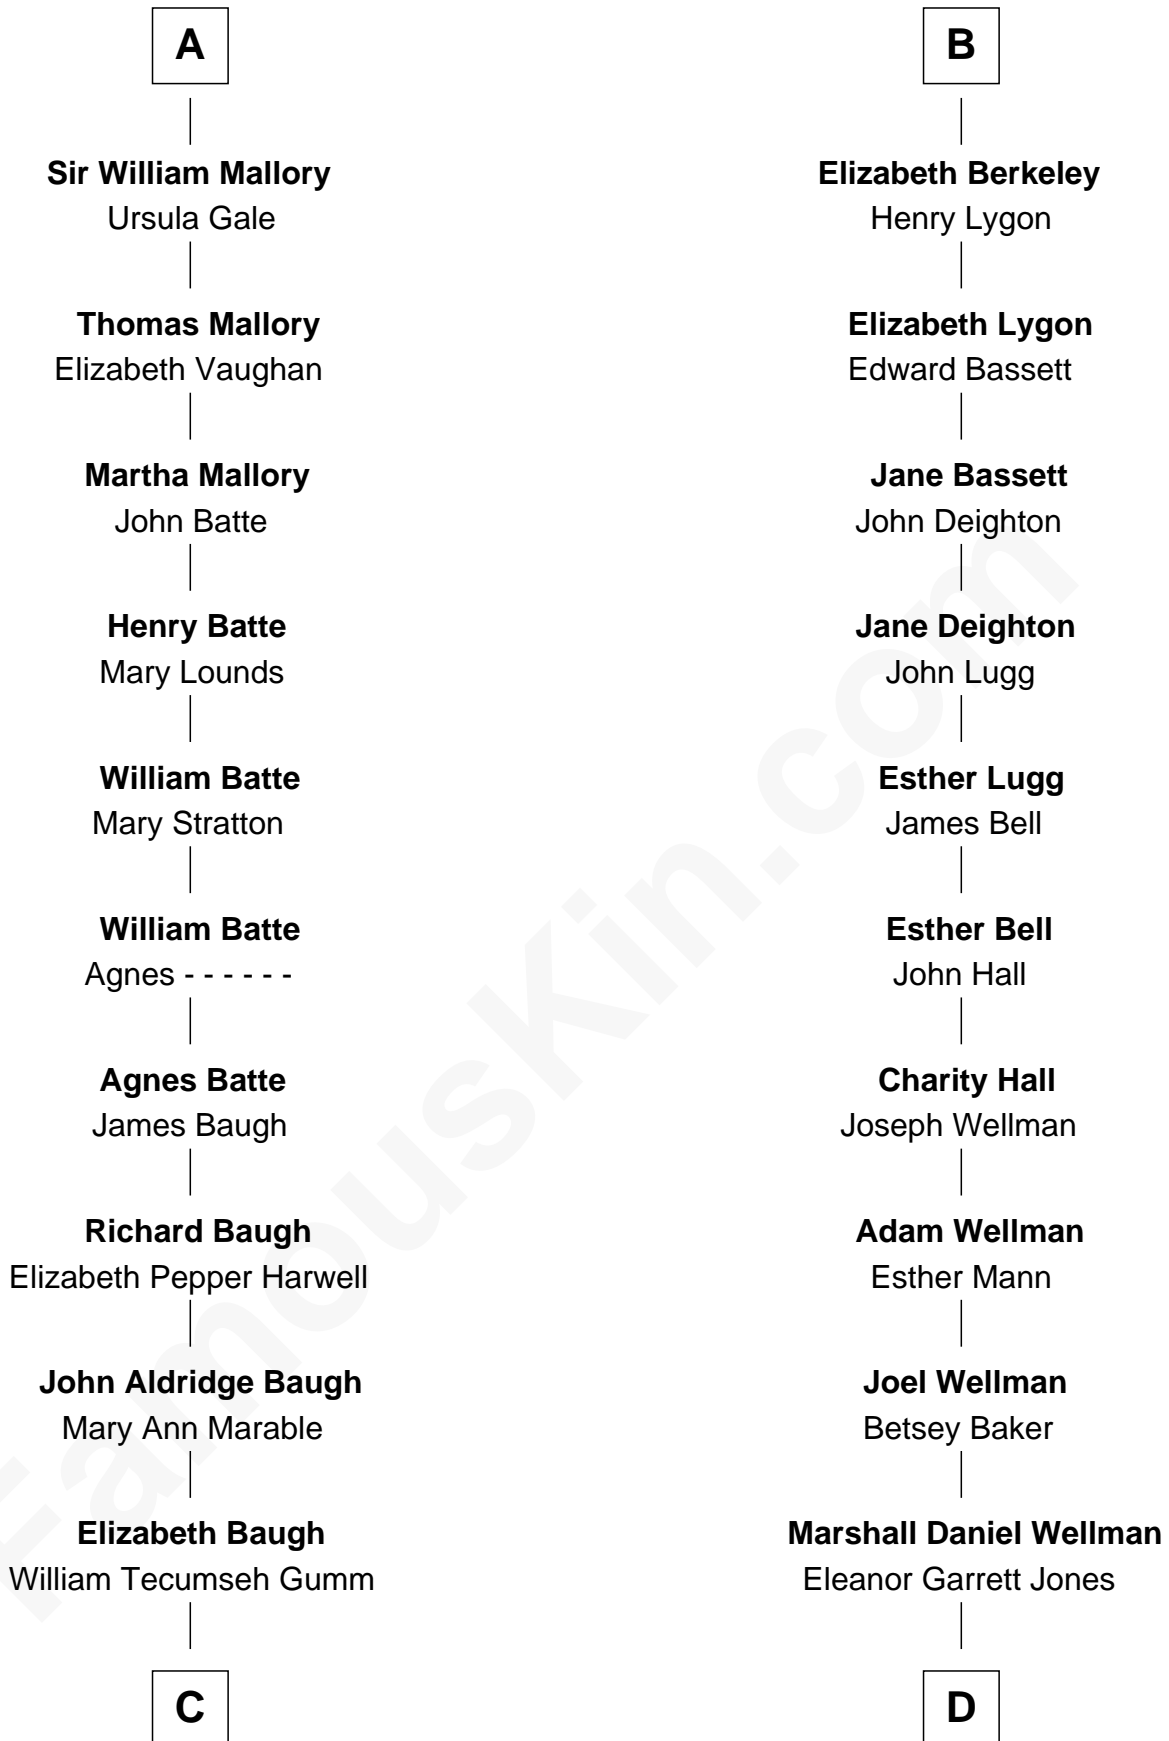 A
Sir William Mallory
Ursula Gale
Thomas Mallory
Elizabeth Vaughan
Martha Mallory
John Batte
Henry Batte
Mary Lounds
William Batte
Mary Stratton
William Batte
Agnes - - - - - -
Agnes Batte
James Baugh
Richard Baugh
Elizabeth Pepper Harwell
John Aldridge Baugh
Mary Ann Marable
Elizabeth Baugh
William Tecumseh Gumm
C
B
Elizabeth Berkeley
Henry Lygon
Elizabeth Lygon
Edward Bassett
Jane Bassett
John Deighton
Jane Deighton
John Lugg
Esther Lugg
James Bell
Esther Bell
John Hall
Charity Hall
Joseph Wellman
Adam Wellman
Esther Mann
Joel Wellman
Betsey Baker
Marshall Daniel Wellman
Eleanor Garrett Jones
D
FamousKin.com